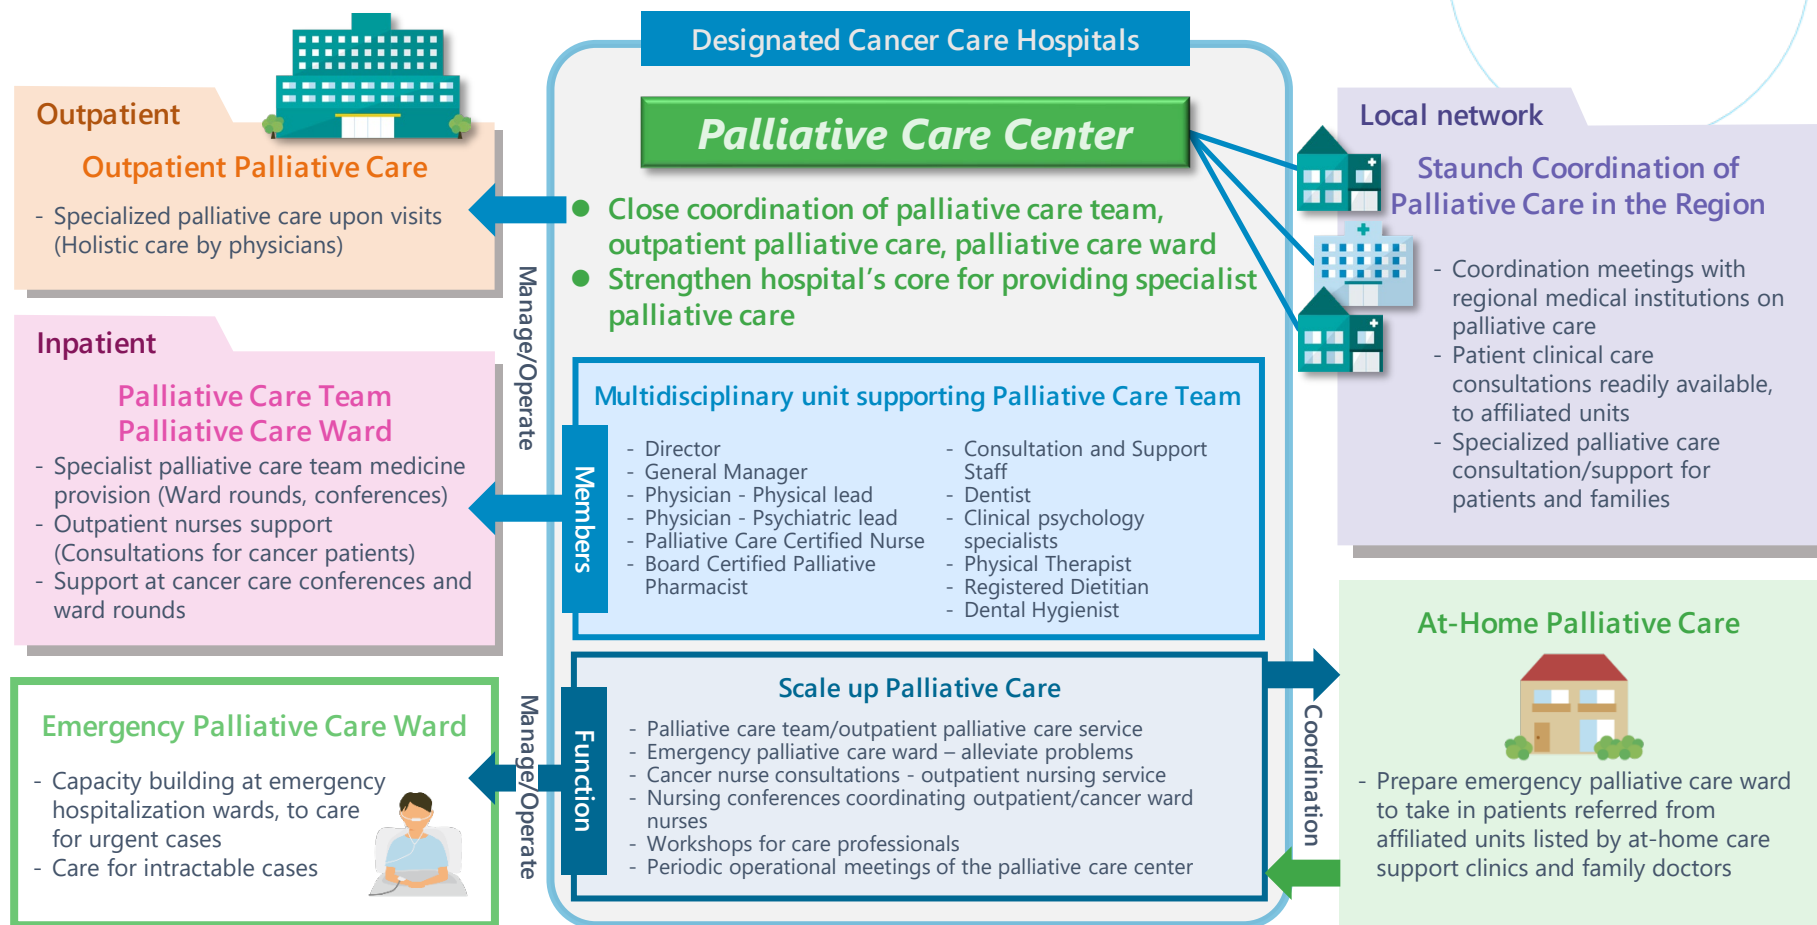 Designated Cancer Care Hospitals
Palliative Care Center
● Close coordination of palliative care team,
outpatient palliative care, palliative care ward
● Strengthen hospital's core for providing specialist
palliative care
Outpatient
Outpatient Palliative Care
- Specialized palliative care upon visits
(Holistic care by physicians)
Inpatient
Palliative Care Team
Palliative Care Ward
- Specialist palliative care team medicine
provision (Ward rounds, conferences)
- Outpatient nurses support
(Consultations for cancer patients)
- Support at cancer care conferences and
ward rounds
Emergency Palliative Care Ward
- Capacity building at emergency
hospitalization wards, to care
for urgent cases
- Care for intractable cases
Manage/Operate
Manage/Operate
Members
Multidisciplinary unit supporting Palliative Care Team
- Director
- General Manager
- Physician - Physical lead
- Physician - Psychiatric lead
- Palliative Care Certified Nurse
- Board Certified Palliative
Pharmacist
- Consultation and Support
Staff
- Dentist
- Clinical psychology
specialists
- Physical Therapist
- Registered Dietitian
- Dental Hygienist
Function
Scale up Palliative Care
- Palliative care team/outpatient palliative care service
- Emergency palliative care ward – alleviate problems
- Cancer nurse consultations - outpatient nursing service
- Nursing conferences coordinating outpatient/cancer ward
nurses
- Workshops for care professionals
- Periodic operational meetings of the palliative care center
Coordination
Local network
Staunch Coordination of
Palliative Care in the Region
- Coordination meetings with
regional medical institutions on
palliative care
- Patient clinical care
consultations readily available,
to affiliated units
- Specialized palliative care
consultation/support for
patients and families
At-Home Palliative Care
- Prepare emergency palliative care ward
to take in patients referred from
affiliated units listed by at-home care
support clinics and family doctors